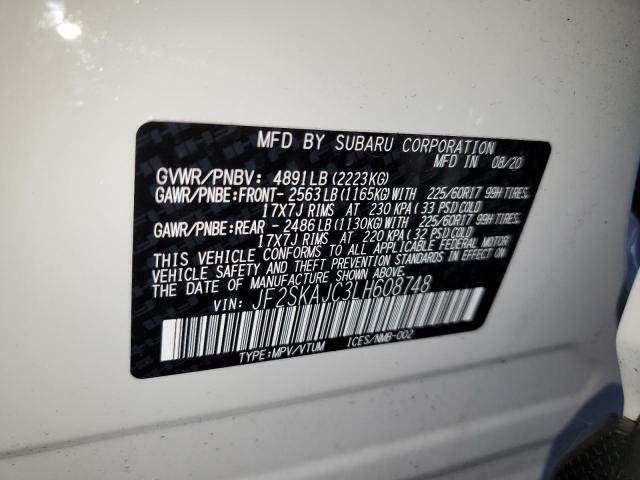 MFD BY SUBARU CORPORATION
MFD IN 08/20
GVWR/PNBV: 4891LB(2223KG)
GAWR/PNBE:FRONT- 2563LB(1165KG)WITH 225/60R17 99H TIRES,
17X7J RIMS AT 230 KPA(33 PSI)COLD
GAWR/PNBE:REAR - 2486LB(1130KG)WITH 225/60R17 99H TIRES,
17X7J RIMS AT 220 KPA(32 PSI)COLD
THIS VEHICLE CONFORMS TO ALL APPLICABLE FEDERAL MOTOR
VEHICLE SAFETY AND THEFT PREVENTION STANDARDS IN EFFECT ON
THE DATE OF MANUFACTURE SHOWN ABOVE.
VIN: JF2SKAJC3LH608748
TYPE:MPV/VTUM ICES/NMB-002